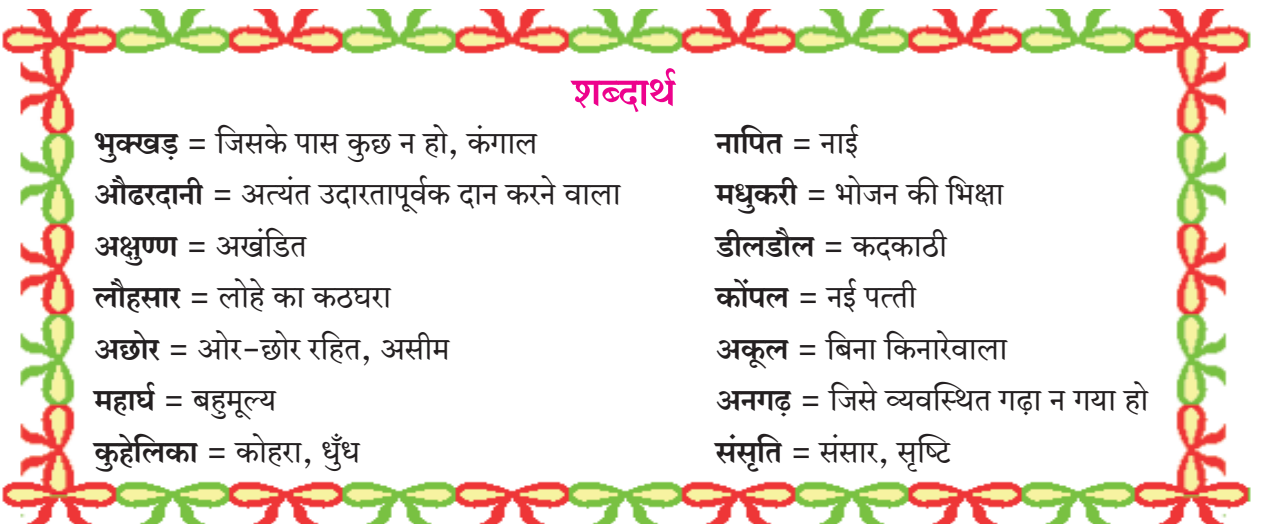 शब्दार्थ
भुक्खड़ = जिसके पास कुछ न हो, कंगाल
औढरदानी = अत्यंत उदारतापूर्वक दान करने वाला
अक्षुण्ण = अखंडित
लौहसार = लोहे का कठघरा
अछोर = ओर-छोर रहित, असीम
महार्घ = बहुमूल्य
कुहेलिका = कोहरा, धुँध
नापित = नाई
मधुकरी = भोजन की भिक्षा
डीलडौल = कदकाठी
कोंपल = नई पत्ती
अकूल = बिना किनारेवाला
अनगढ़ = जिसे व्यवस्थित गढ़ा न गया हो
संसृति = संसार, सृष्टि